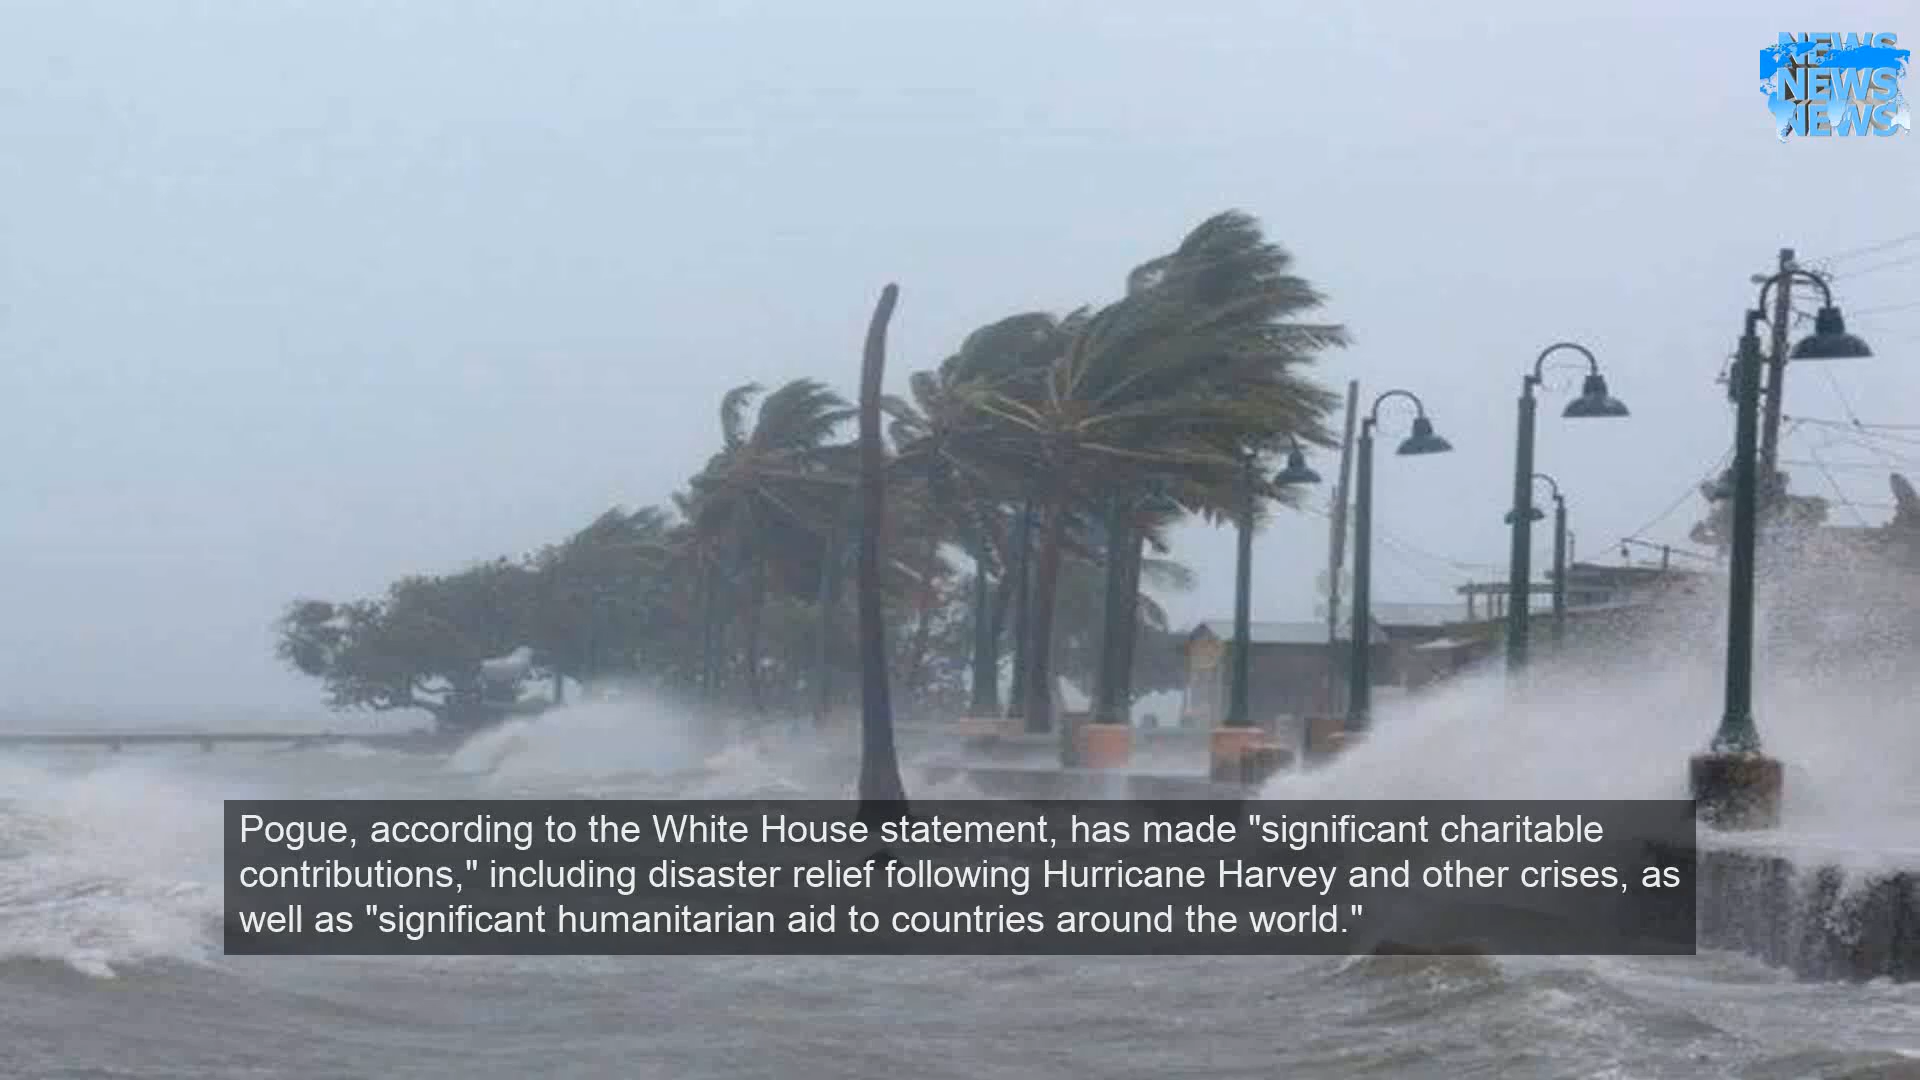 NEWS
NEWS
NEWS
Pogue, according to the White House statement, has made "significant charitable
contributions," including disaster relief following Hurricane Harvey and other crises, as
well as "significant humanitarian aid to countries around the world."